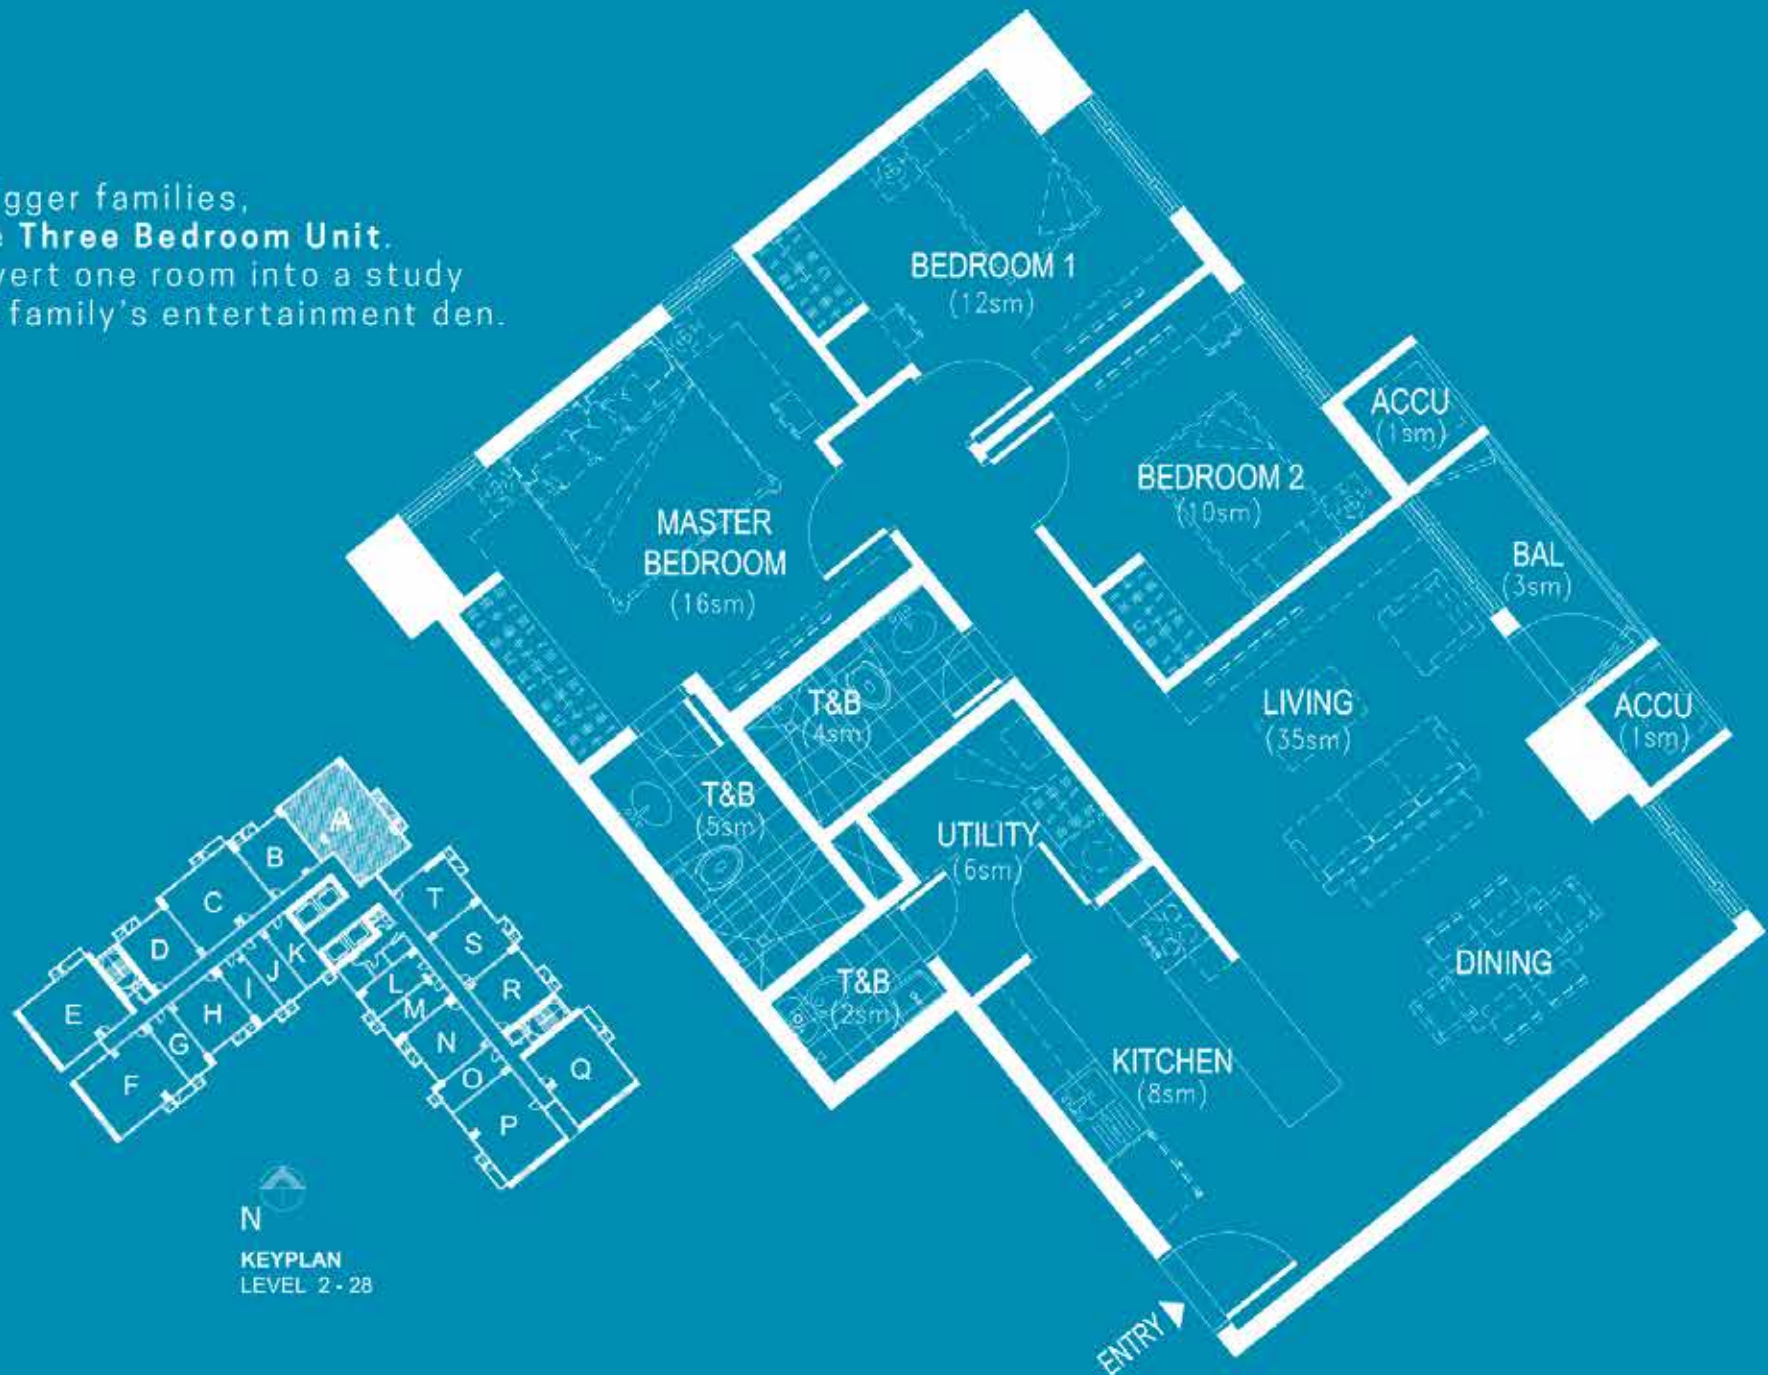 gger families,
e Three Bedroom Unit.
vert one room into a study
family's entertainment den.
BEDROOM 1
(12sm)
ACCU
(1sm)
BEDROOM 2
(10sm)
MASTER
BEDROOM
(16sm)
BAL
(3sm)
T&B
(4sm)
LIVING
(35sm)
ACCU
(1sm)
T&B
(5sm)
UTILITY
(6sm)
DINING
T&B
(2sm)
KITCHEN
(8sm)
ENTRY
A
B
C
D
E
F
G
H
I
J
K
L
M
N
O
P
Q
R
S
T
N
KEYPLAN
LEVEL 2 - 28